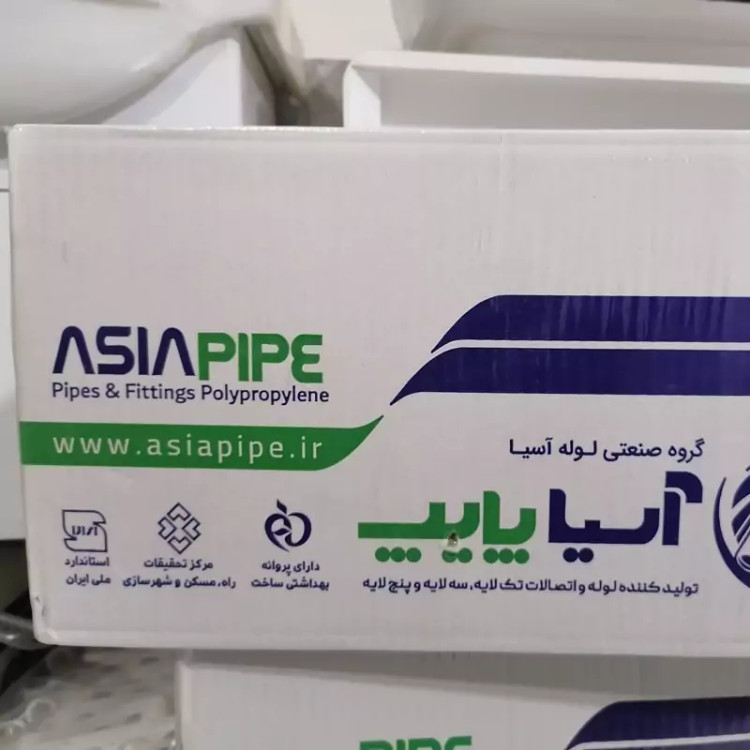 ASIAPIPE
Pipes & Fittings Polypropylene
www.asiapipe.ir
گروه صنعتی لوله آسیا
آسیا پایپ
تولید کننده لوله و اتصالات تک لایه، سه لایه و پنج لایه
دارای پروانه
بهداشتی ساخت
مرکز تحقیقات
راه، مسکن و شهرسازی
استاندارد
ملی ایران
PIPE